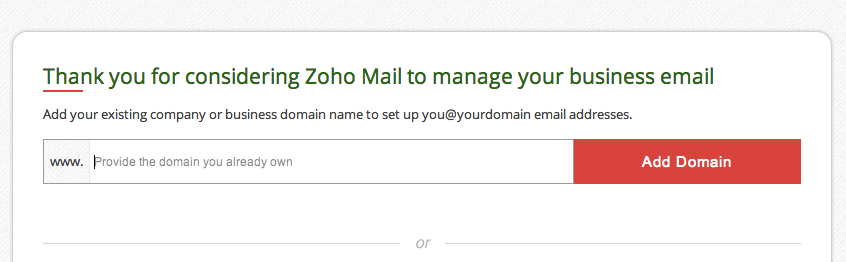 Thank you for considering Zoho Mail to manage your business email
Add your existing company or business domain name to set up you@yourdomain email addresses.
www. Provide the domain you already own Add Domain
or